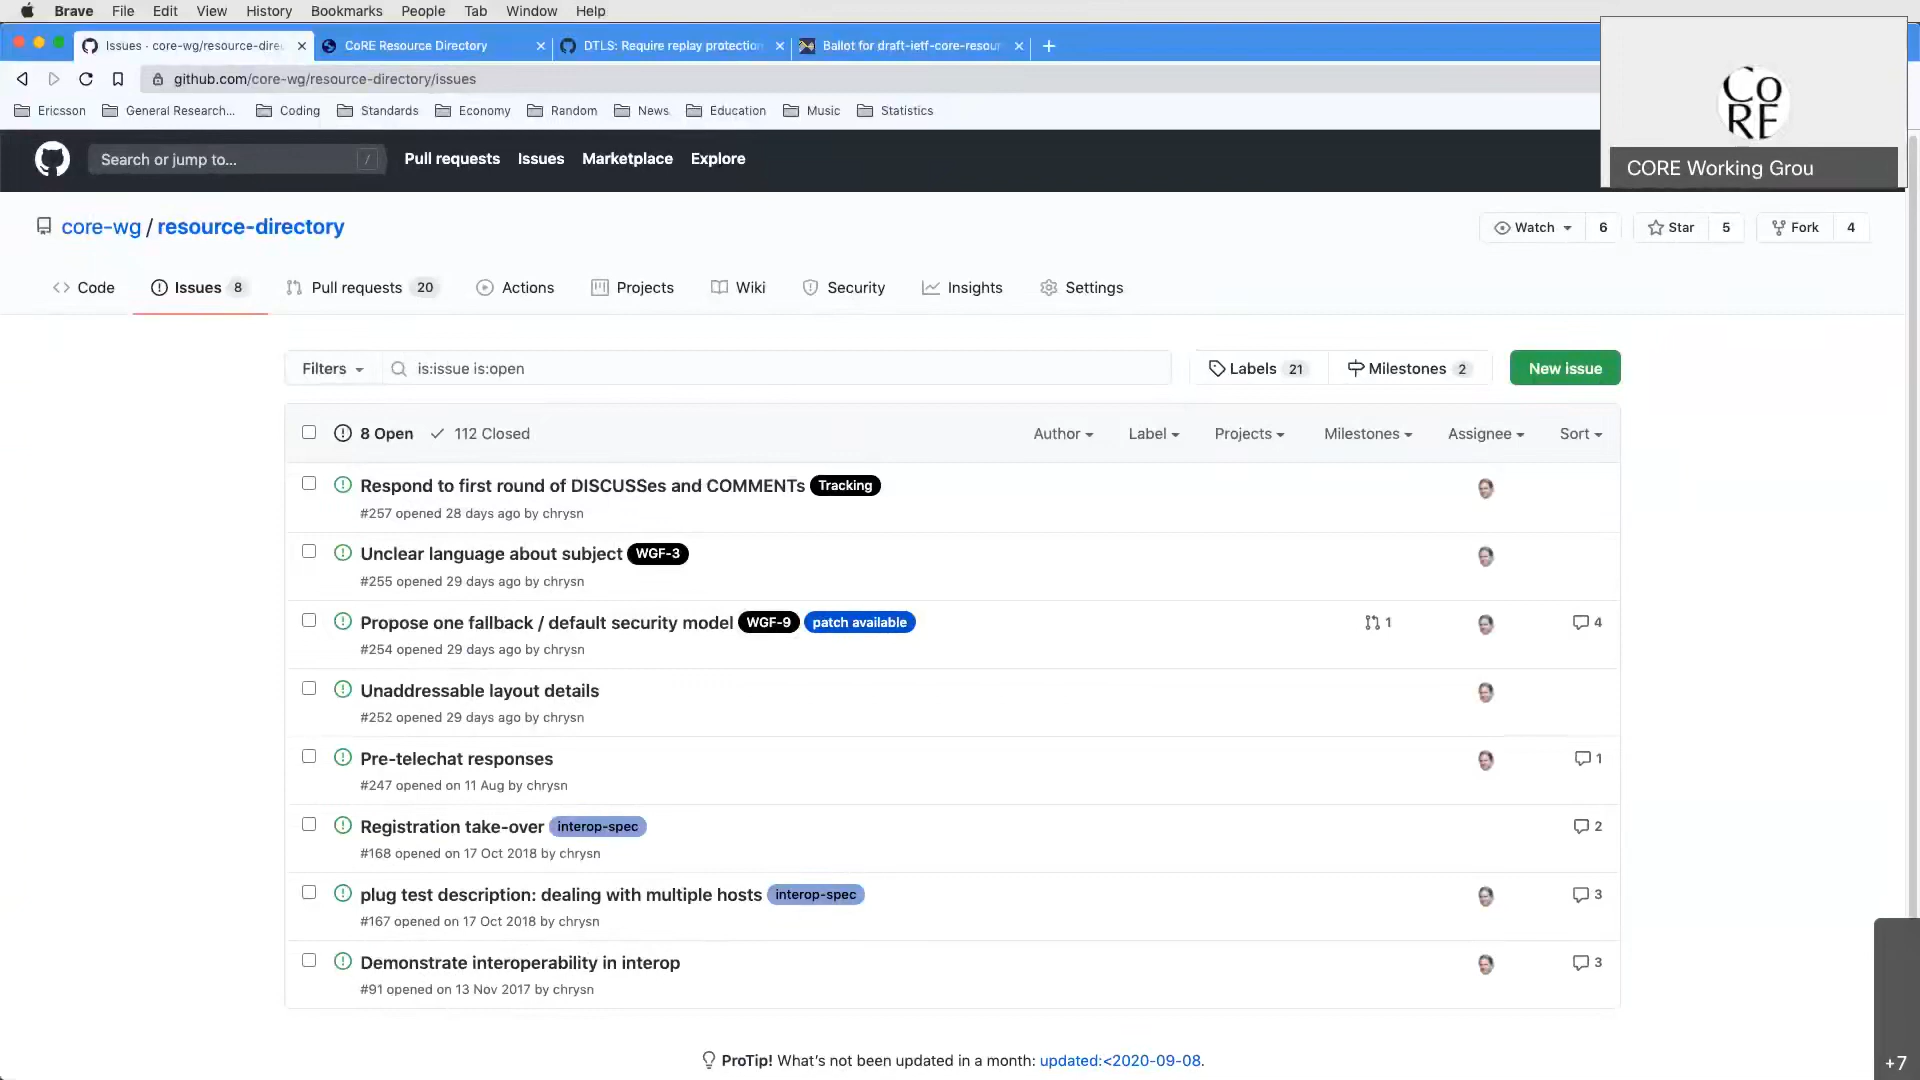 Brave File Edit View History Bookmarks People Tab Window Help
Issues · core-wg/resource-dire CoRE Resource Directory DTLS: Require replay protection Ballot for draft-ietf-core-resou
github.com/core-wg/resource-directory/issues
Ericsson General Research... Coding Standards Economy Random News Education Music Statistics
CORE
CORE Working Grou
Search or jump to... / Pull requests Issues Marketplace Explore
core-wg / resource-directory Watch 6 Star 5 Fork 4
Code Issues 8 Pull requests 20 Actions Projects Wiki Security Insights Settings
Filters is:issue is:open Labels 21 Milestones 2 New issue
8 Open 112 Closed Author Label Projects Milestones Assignee Sort
Respond to first round of DISCUSSes and COMMENTs Tracking
#257 opened 28 days ago by chrysn
Unclear language about subject WGF-3
#255 opened 29 days ago by chrysn
Propose one fallback / default security model WGF-9 patch available 1 4
#254 opened 29 days ago by chrysn
Unaddressable layout details
#252 opened 29 days ago by chrysn
Pre-telechat responses 1
#247 opened on 11 Aug by chrysn
Registration take-over interop-spec 2
#168 opened on 17 Oct 2018 by chrysn
plug test description: dealing with multiple hosts interop-spec 3
#167 opened on 17 Oct 2018 by chrysn
Demonstrate interoperability in interop 3
#91 opened on 13 Nov 2017 by chrysn
ProTip! What's not been updated in a month: updated:<2020-09-08.
+7